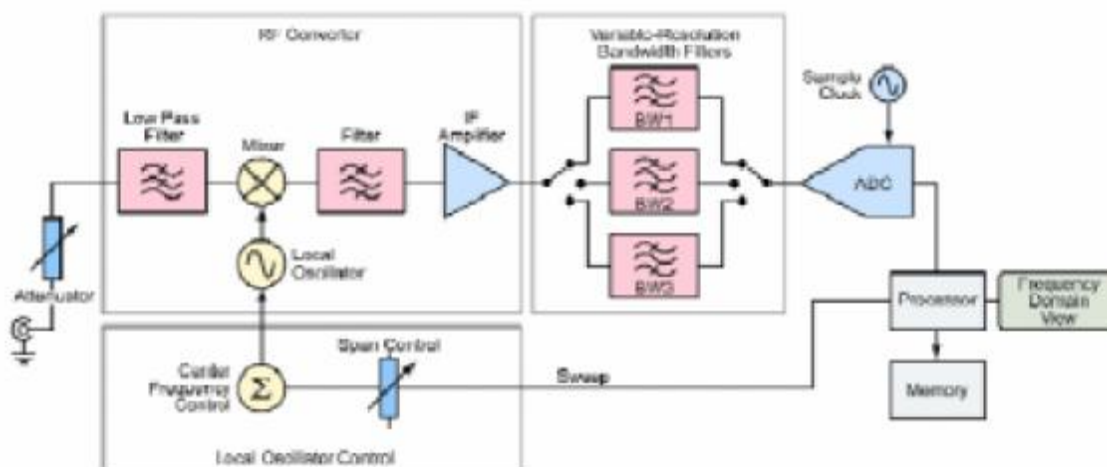 RF Converter
Variable-Resolution
Bandwidth Filters
Low Pass
Filter
Mixer
Filter
IF
Amplifier
BW1
BW2
BW3
Sample
Clock
ADC
Local
Oscillator
Attenuator
Processor
Frequency
Domain
View
Memory
Span Control
Center
Frequency
Control
Σ
Sweep
Local Oscillator Control